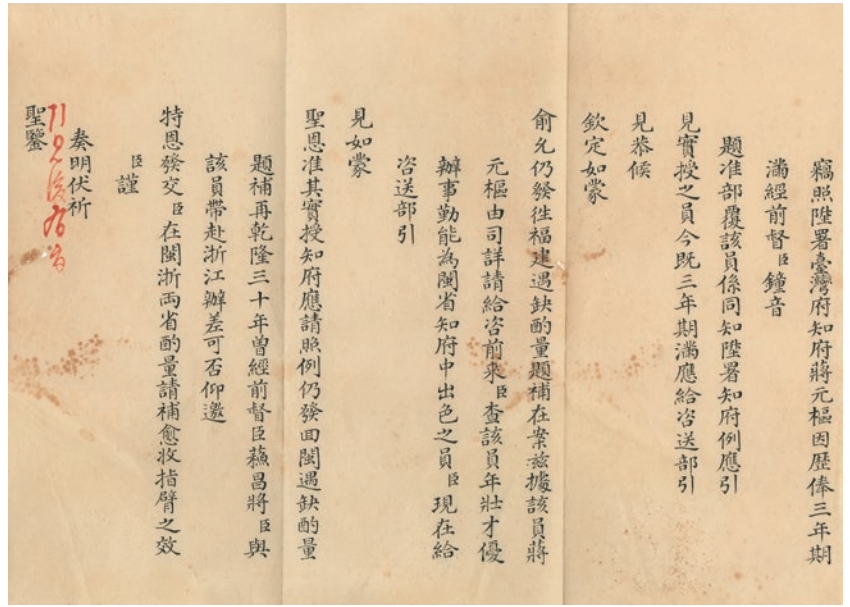 竊照陞署臺灣府知府蔣元樞因歷俸三年期
滿經前督臣鐘音
題准部覆該員係同知陞署知府例應引
見實授之員今既三年期滿應給咨送部引
見恭候
欽定如蒙
俞允仍發徃福建遇缺酌量題補在案兹據該員蔣
元樞由司詳請給咨前来臣查該員年壯才優
辦事勤能為閩省知府中出色之員臣現在給
咨送部引
見如蒙
聖恩准其實授知府應請照例仍發回閩遇缺酌量
題補再乾隆三十年曾經前督臣蘓昌將臣與
該員帶赴浙江辦差可否仰邀
特恩發交臣在閩浙兩省酌量請補愈收指臂之效
臣謹
奏明伏祈
聖鑒